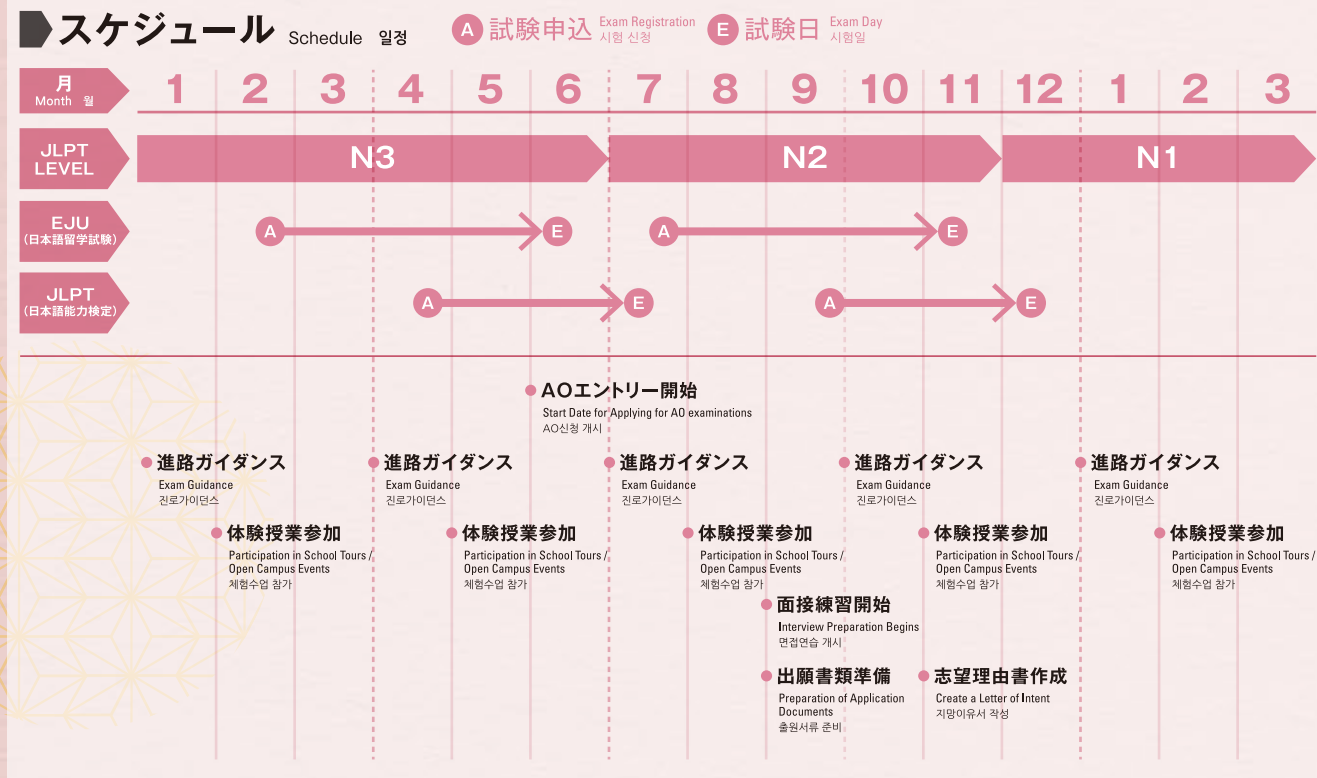 スケジュール Schedule 일정
A 試験申込 Exam Registration 시험 신청
E 試験日 Exam Day 시험일
月
Month 월
1 2 3 4 5 6 7 8 9 10 11 12 1 2 3
JLPT
LEVEL
N3 N2 N1
EJU
(日本語留学試験)
A E A E
JLPT
(日本語能力検定)
A E A E
AOエントリー開始
Start Date for Applying for AO examinations
AO신청 개시
進路ガイダンス 進路ガイダンス 進路ガイダンス 進路ガイダンス 進路ガイダンス
Exam Guidance Exam Guidance Exam Guidance Exam Guidance Exam Guidance
진로가이던스 진로가이던스 진로가이던스 진로가이던스 진로가이던스
体験授業参加 体験授業参加 体験授業参加 体験授業参加 体験授業参加
Participation in School Tours / Participation in School Tours / Participation in School Tours / Participation in School Tours / Participation in School Tours /
Open Campus Events Open Campus Events Open Campus Events Open Campus Events Open Campus Events
체험수업 참가 체험수업 참가 체험수업 참가 체험수업 참가 체험수업 참가
面接練習開始
Interview Preparation Begins
면접연습 개시
出願書類準備 志望理由書作成
Preparation of Application Create a Letter of Intent
Documents 지망이유서 작성
출원서류 준비